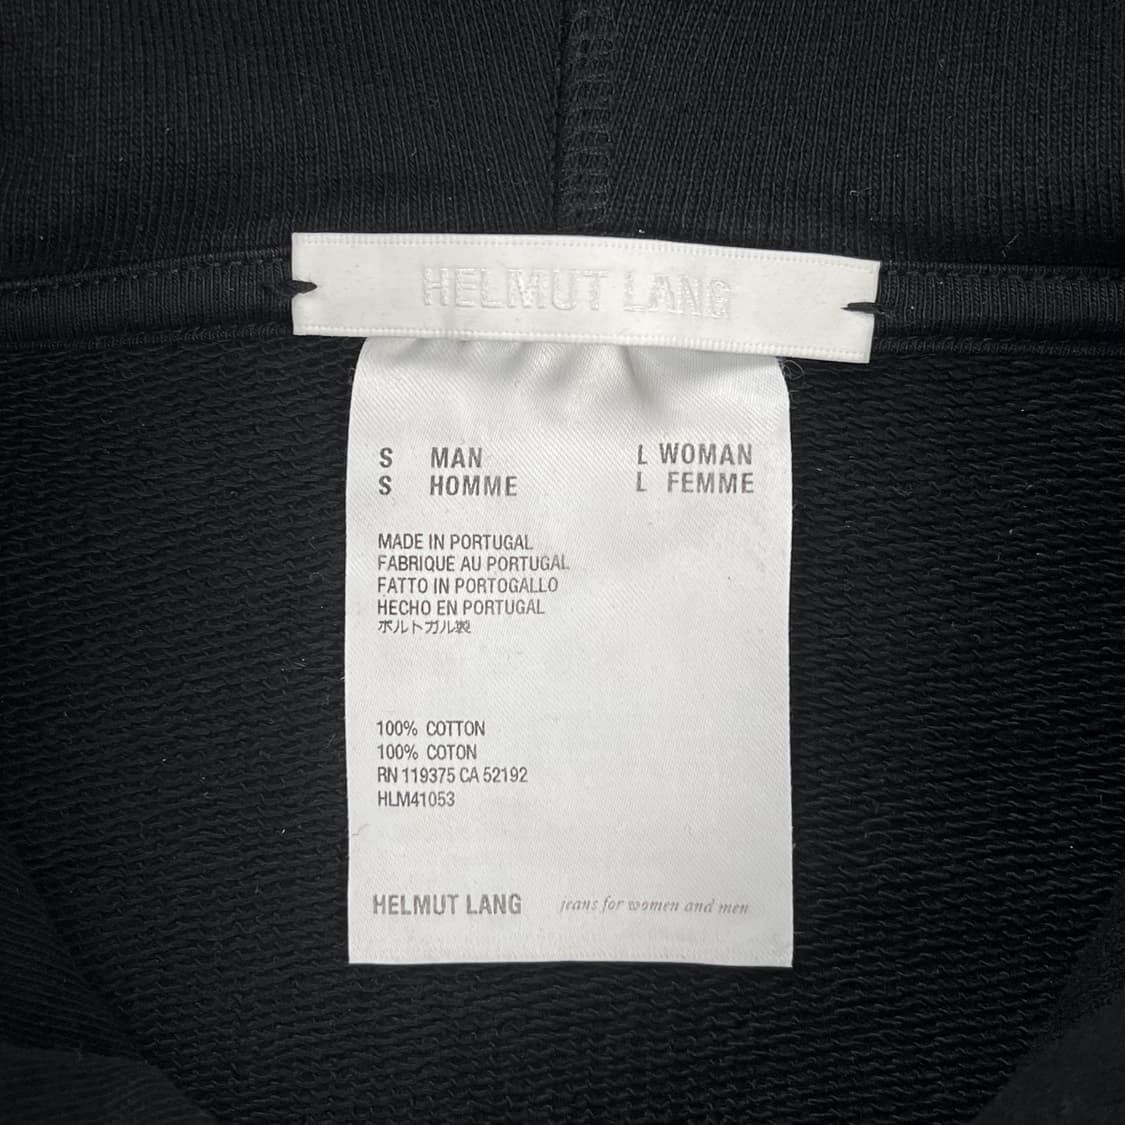 HELMUT LANG
S MAN L WOMAN
S HOMME L FEMME
MADE IN PORTUGAL
FABRIQUE AU PORTUGAL
FATTO IN PORTOGALLO
HECHO EN PORTUGAL
ポルトガル製
100% COTTON
100% COTON
RN 119375 CA 52192
HLM41053
HELMUT LANG jeans for women and men